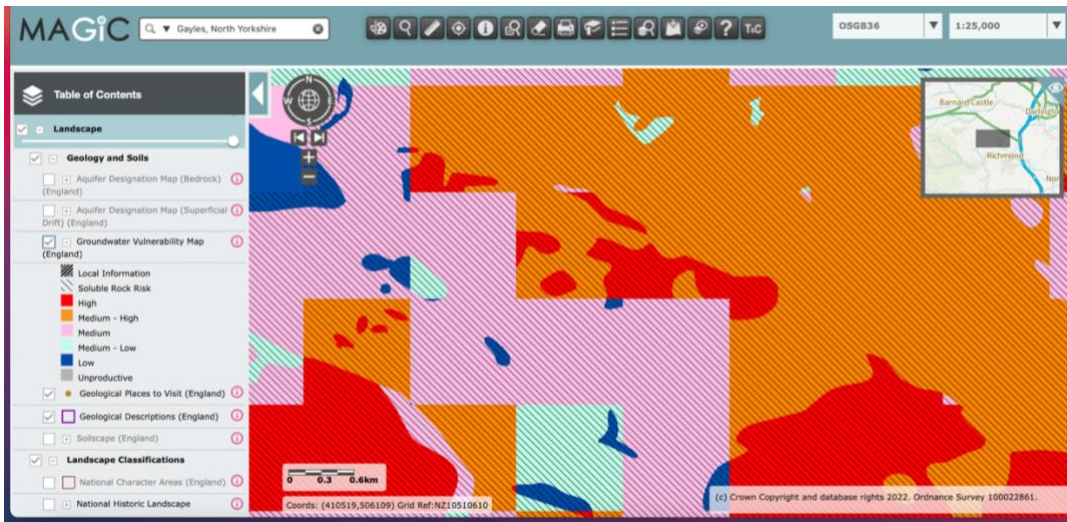 MAGiC
Gayles, North Yorkshire
?
T&C
OSGB36
1:25,000
Table of Contents
Landscape
Geology and Soils
Aquifer Designation Map (Bedrock)
(England)
Aquifer Designation Map (Superficial
Drift) (England)
Groundwater Vulnerability Map
(England)
Local Information
Soluble Rock Risk
High
Medium - High
Medium
Medium - Low
Low
Unproductive
Geological Places to Visit (England)
Geological Descriptions (England)
Soilscape (England)
Landscape Classifications
National Character Areas (England)
National Historic Landscape
N
W
E
S
Barnard Castle
Darlingt
Richmond
Nor
0 0.3 0.6km
Coords: (410519,506109) Grid Ref:NZ10510610
(c) Crown Copyright and database rights 2022. Ordnance Survey 100022861.